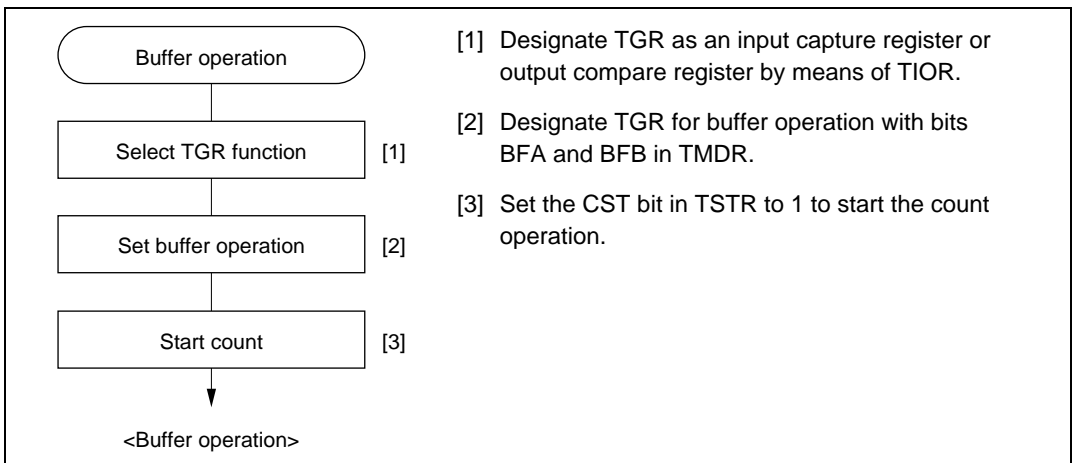 Buffer operation
Select TGR function [1]
Set buffer operation [2]
Start count [3]
<Buffer operation>
[1] Designate TGR as an input capture register or
output compare register by means of TIOR.
[2] Designate TGR for buffer operation with bits
BFA and BFB in TMDR.
[3] Set the CST bit in TSTR to 1 to start the count
operation.